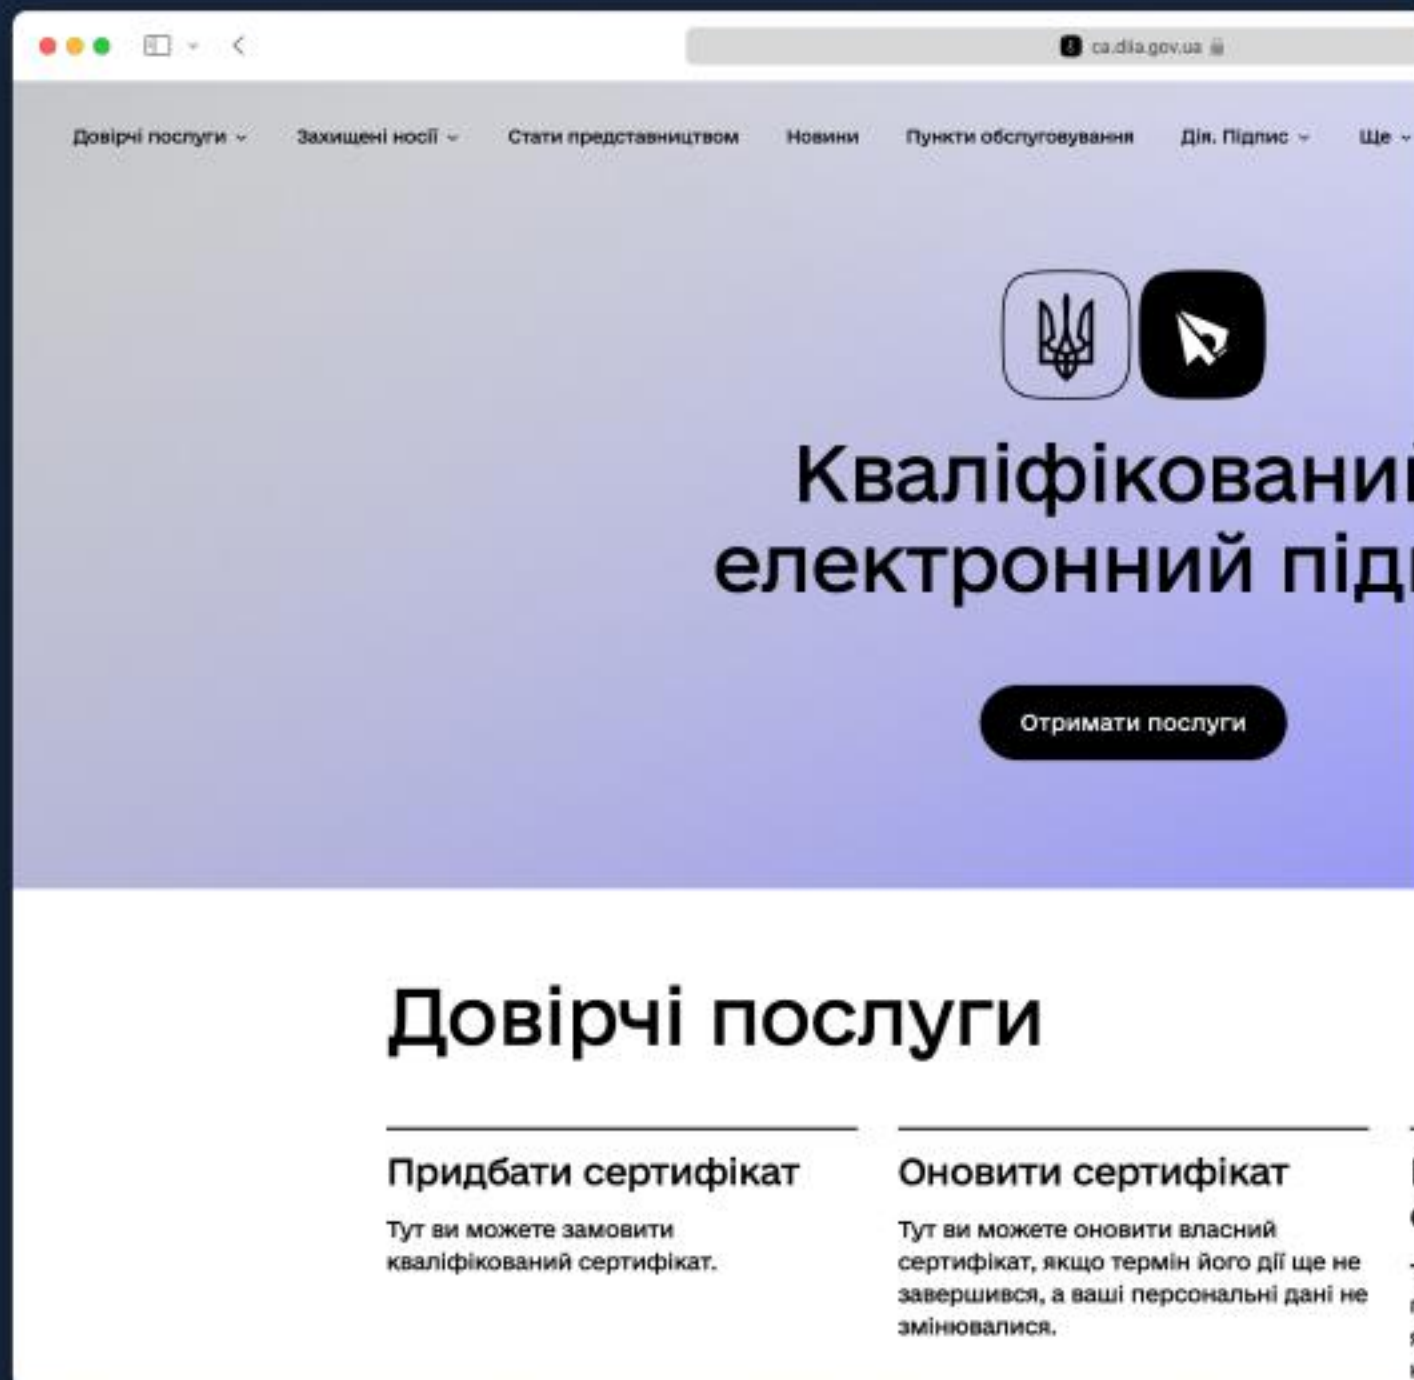 ca.diia.gov.ua
Довірчі послуги Захищені носії Стати представництвом Новини Пункти обслуговування Дія. Підпис Ще
Кваліфіковани
електронний під
Отримати послуги
Довірчі послуги
Придбати сертифікат
Тут ви можете замовити
кваліфікований сертифікат.
Оновити сертифікат
Тут ви можете оновити власний
сертифікат, якщо термін його дії ще не
завершився, а ваші персональні дані не
змінювалися.